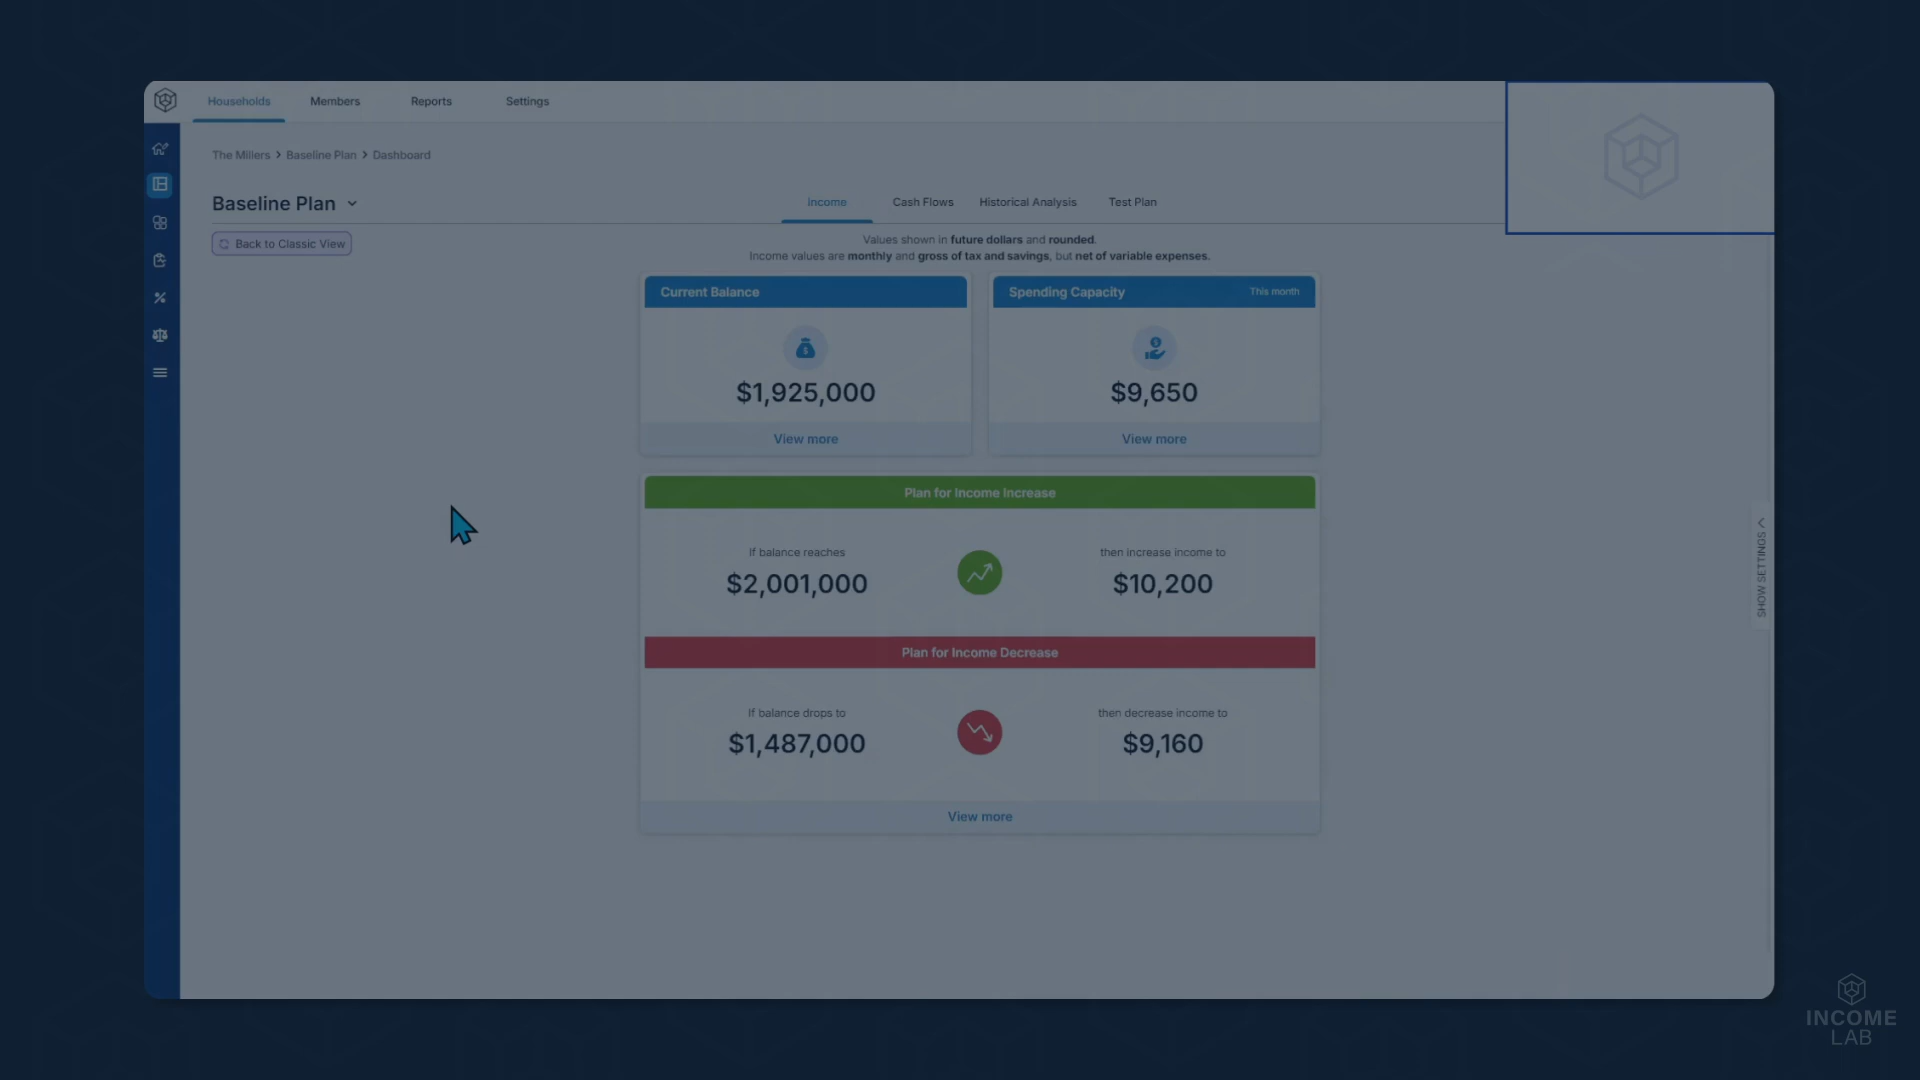 Households
Members
Reports
Settings
The Millers > Baseline Plan > Dashboard
Baseline Plan
Income
Cash Flows
Historical Analysis
Test Plan
Back to Classic View
Values shown in future dollars and rounded.
Income values are monthly and gross of tax and savings, but net of variable expenses.
Current Balance
$1,925,000
View more
Spending Capacity
This month
$9,650
View more
Plan for Income Increase
If balance reaches
$2,001,000
then increase income to
$10,200
Plan for Income Decrease
If balance drops to
$1,487,000
then decrease income to
$9,160
View more
SHOW SETTINGS
INCOME
LAB